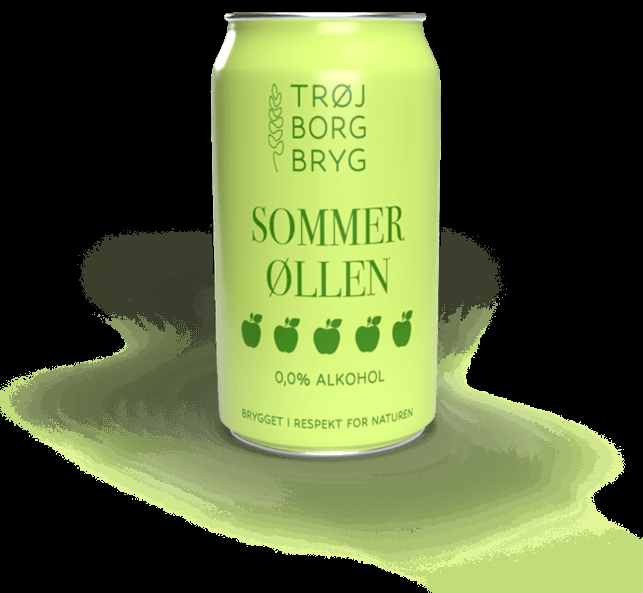 TRØJ
BORG
BRYG
SOMMER
ØLLEN
0,0% ALKOHOL
BRYGGET I RESPEKT FOR NATUREN